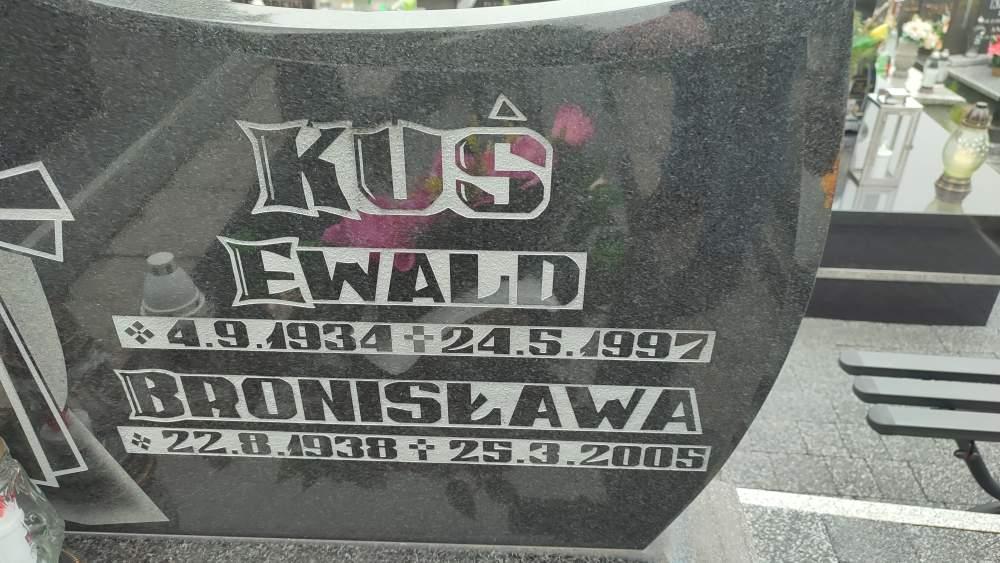 KUŚ
EWALD
❖ 4.9.1934 ✝ 24.5.1997
BRONISŁAWA
❖ 22.8.1938 ✝ 25.3.2005